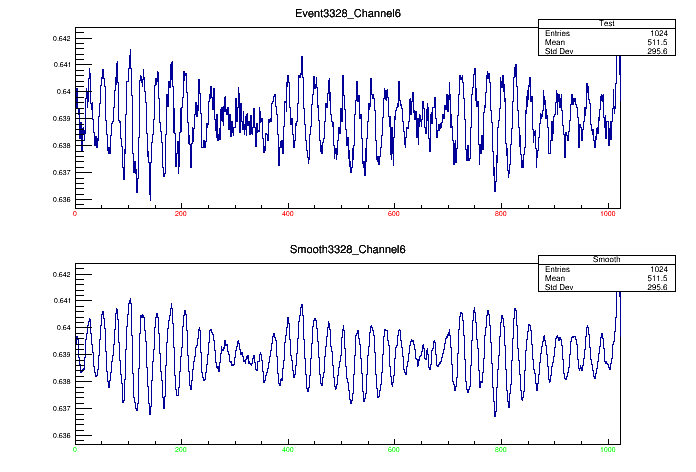 Event3328_Channel6
Test
Entries 1024
Mean 511.5
Std Dev 295.6
0.642
0.641
0.64
0.639
0.638
0.637
0.636
0 200 400 600 800 1000
Smooth3328_Channel6
Smooth
Entries 1024
Mean 511.5
Std Dev 295.6
0.642
0.641
0.64
0.639
0.638
0.637
0.636
0 200 400 600 800 1000